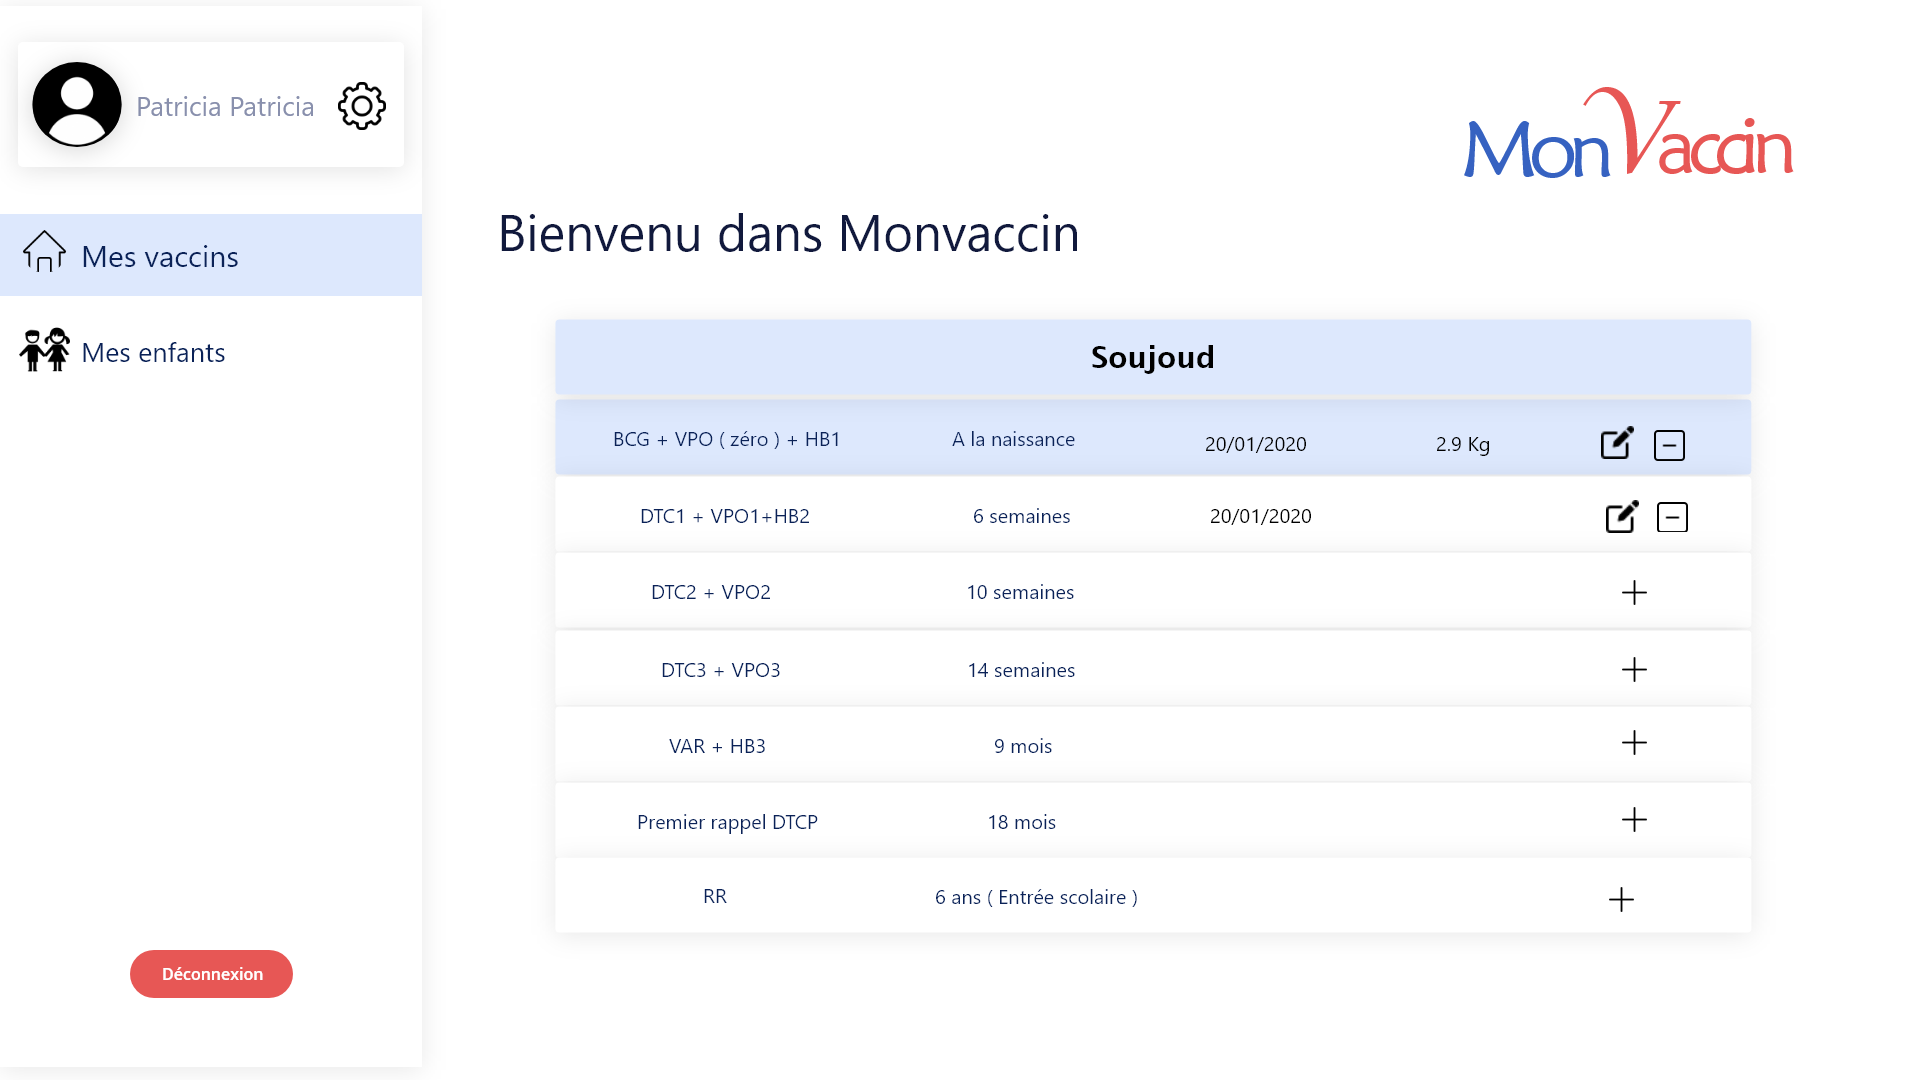 Patricia Patricia
Mes vaccins
Mes enfants
Déconnexion
MonVaccin
Bienvenu dans Monvaccin
Soujoud
BCG + VPO ( zéro ) + HB1 A la naissance 20/01/2020 2.9 Kg
DTC1 + VPO1+HB2 6 semaines 20/01/2020
DTC2 + VPO2 10 semaines
DTC3 + VPO3 14 semaines
VAR + HB3 9 mois
Premier rappel DTCP 18 mois
RR 6 ans ( Entrée scolaire )